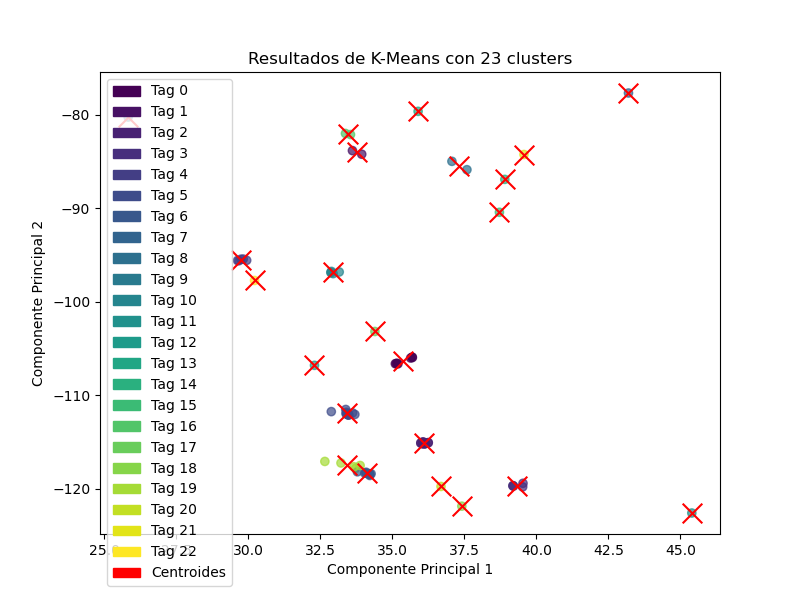 Resultados de K-Means con 23 clusters
Componente Principal 2
−80
−90
−100
−110
−120
Tag 0
Tag 1
Tag 2
Tag 3
Tag 4
Tag 5
Tag 6
Tag 7
Tag 8
Tag 9
Tag 10
Tag 11
Tag 12
Tag 13
Tag 14
Tag 15
Tag 16
Tag 17
Tag 18
Tag 19
Tag 20
Tag 21
Tag 22
Centroides
30.0 32.5 35.0 37.5 40.0 42.5 45.0
Componente Principal 1